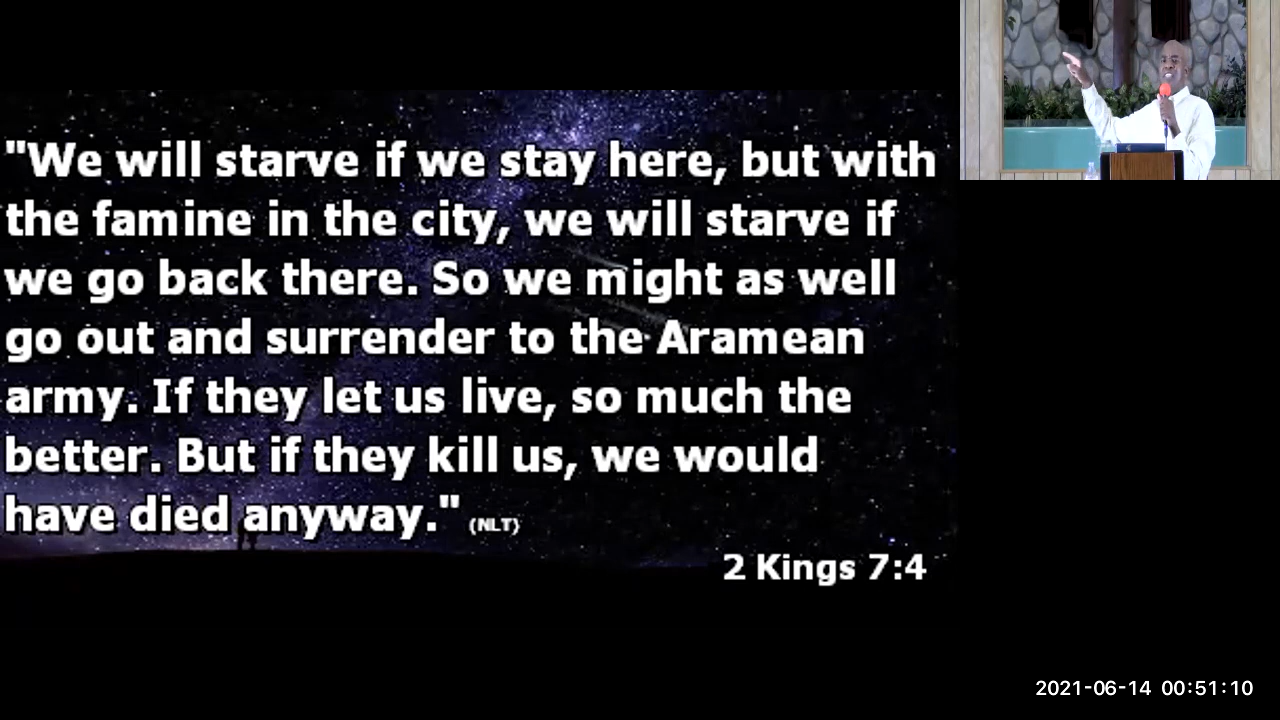 "We will starve if we stay here, but with
the famine in the city, we will starve if
we go back there. So we might as well
go out and surrender to the Aramean
army. If they let us live, so much the
better. But if they kill us, we would
have died anyway." (NLT)
2 Kings 7:4
2021-06-14 00:51:10